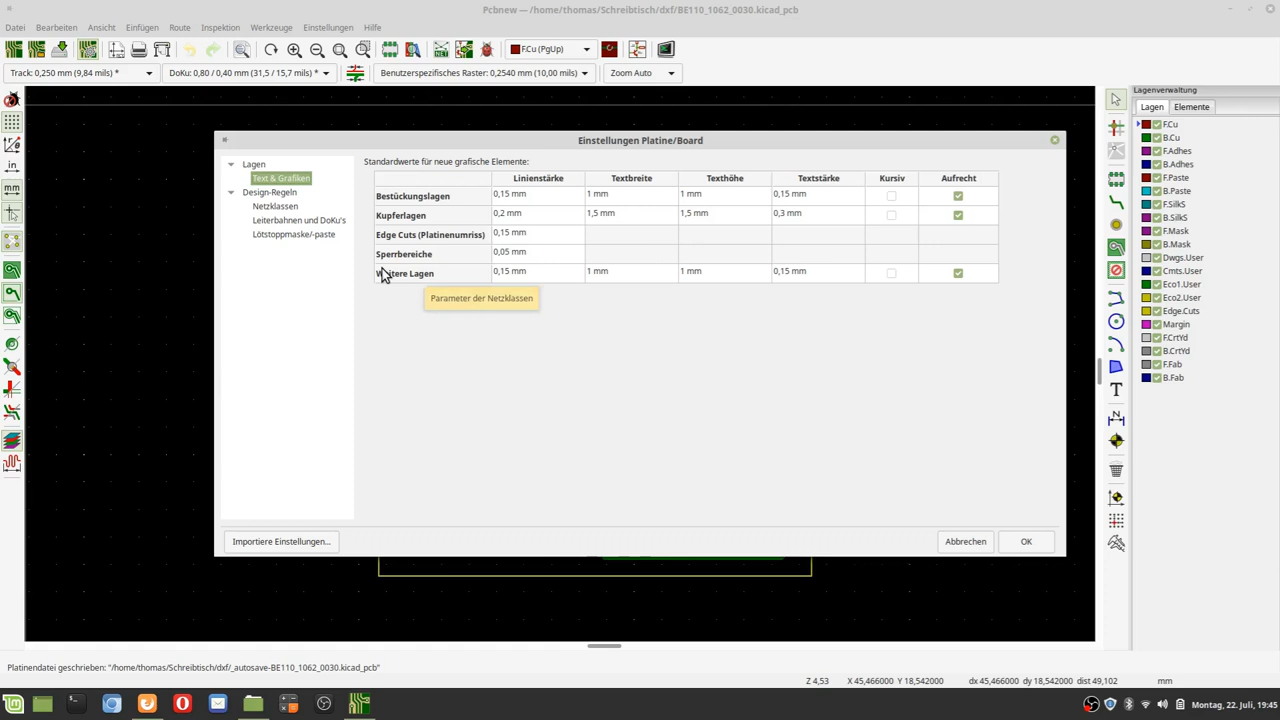 Pcbnew — /home/thomas/Schreibtisch/dxf/BE110_1062_0030.kicad_pcb
Datei Bearbeiten Ansicht Einfügen Route Inspektion Werkzeuge Einstellungen Hilfe
F.Cu (PgUp)
Track: 0,250 mm (9,84 mils) * DoKu: 0,80 / 0,40 mm (31,5 / 15,7 mils) * Benutzerspezifisches Raster: 0,2540 mm (10,00 mils) Zoom Auto
in
mm
Einstellungen Platine/Board
Lagen
Text & Grafiken
Design-Regeln
Netzklassen
Leiterbahnen und DoKu's
Lötstoppmaske/-paste
Standardwerte für neue grafische Elemente:
Linienstärke Textbreite Texthöhe Textstärke Kursiv Aufrecht
Bestückungslagen 0,15 mm 1 mm 1 mm 0,15 mm
Kupferlagen 0,2 mm 1,5 mm 1,5 mm 0,3 mm
Edge Cuts (Platinenumriss) 0,15 mm
Sperrbereiche 0,05 mm
Weitere Lagen 0,15 mm 1 mm 1 mm 0,15 mm
Parameter der Netzklassen
Importiere Einstellungen... Abbrechen OK
Lagenverwaltung
Lagen Elemente
F.Cu
B.Cu
F.Adhes
B.Adhes
F.Paste
B.Paste
F.SilkS
B.SilkS
F.Mask
B.Mask
Dwgs.User
Cmts.User
Eco1.User
Eco2.User
Edge.Cuts
Margin
F.CrtYd
B.CrtYd
F.Fab
B.Fab
Platinendatei geschrieben: "/home/thomas/Schreibtisch/dxf/_autosave-BE110_1062_0030.kicad_pcb"
Z 4,53 X 45,466000 Y 18,542000 dx 45,466000 dy 18,542000 dist 49,102 mm
Montag, 22. Juli, 19:45